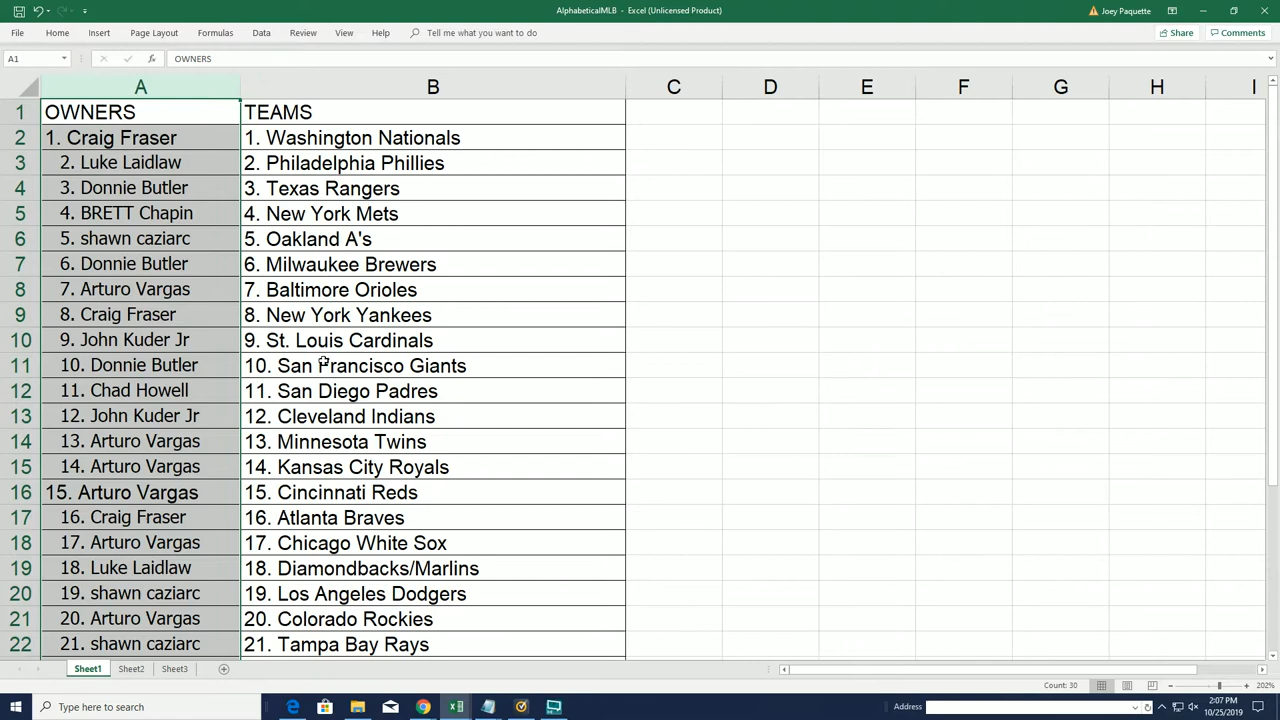 AlphabeticalMLB - Excel (Unlicensed Product)
Joey Paquette
File Home Insert Page Layout Formulas Data Review View Help Tell me what you want to do
Share Comments
A1 fx OWNERS
A B C D E F G H I
1 OWNERS TEAMS
2 1. Craig Fraser 1. Washington Nationals
3 2. Luke Laidlaw 2. Philadelphia Phillies
4 3. Donnie Butler 3. Texas Rangers
5 4. BRETT Chapin 4. New York Mets
6 5. shawn caziarc 5. Oakland A's
7 6. Donnie Butler 6. Milwaukee Brewers
8 7. Arturo Vargas 7. Baltimore Orioles
9 8. Craig Fraser 8. New York Yankees
10 9. John Kuder Jr 9. St. Louis Cardinals
11 10. Donnie Butler 10. San Francisco Giants
12 11. Chad Howell 11. San Diego Padres
13 12. John Kuder Jr 12. Cleveland Indians
14 13. Arturo Vargas 13. Minnesota Twins
15 14. Arturo Vargas 14. Kansas City Royals
16 15. Arturo Vargas 15. Cincinnati Reds
17 16. Craig Fraser 16. Atlanta Braves
18 17. Arturo Vargas 17. Chicago White Sox
19 18. Luke Laidlaw 18. Diamondbacks/Marlins
20 19. shawn caziarc 19. Los Angeles Dodgers
21 20. Arturo Vargas 20. Colorado Rockies
22 21. shawn caziarc 21. Tampa Bay Rays
Sheet1 Sheet2 Sheet3
Count: 30 202%
Type here to search
Address
2:07 PM
10/25/2019